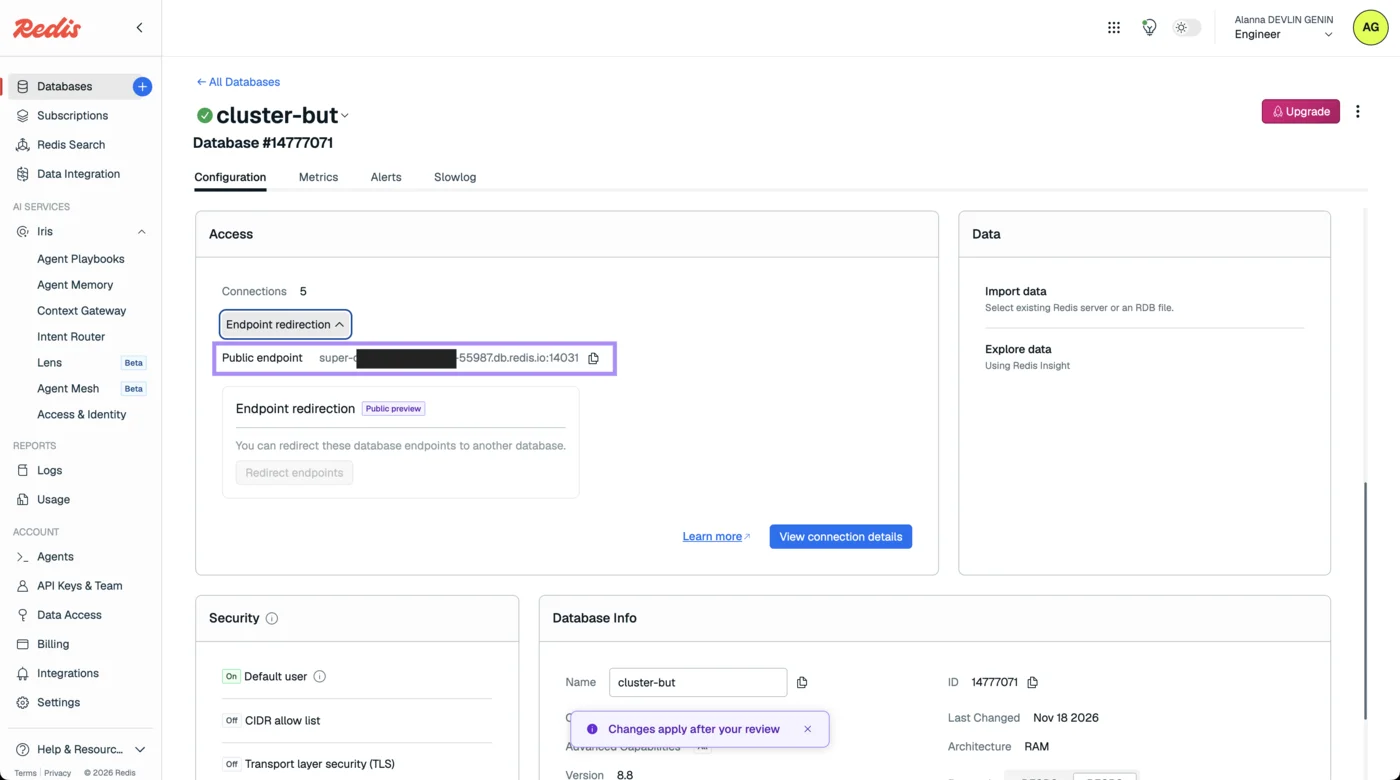 Redis
Alanna DEVLIN GENIN
Engineer
AG
Databases
Subscriptions
Redis Search
Data Integration
AI SERVICES
Iris
Agent Playbooks
Agent Memory
Context Gateway
Intent Router
Lens Beta
Agent Mesh Beta
Access & Identity
REPORTS
Logs
Usage
ACCOUNT
Agents
API Keys & Team
Data Access
Billing
Integrations
Settings
Help & Resourc...
Terms | Privacy © 2026 Redis
← All Databases
cluster-but
Database #14777071
Upgrade
Configuration Metrics Alerts Slowlog
Access
Connections 5
Endpoint redirection
Public endpoint super- -55987.db.redis.io:14031
Endpoint redirection Public preview
You can redirect these database endpoints to another database.
Redirect endpoints
Learn more
View connection details
Data
Import data
Select existing Redis server or an RDB file.
Explore data
Using Redis Insight
Security
On Default user
Off CIDR allow list
Off Transport layer security (TLS)
Database Info
Name cluster-but
ID 14777071
Last Changed Nov 18 2026
Changes apply after your review
Advanced Capabilities
Architecture RAM
Version 8.8